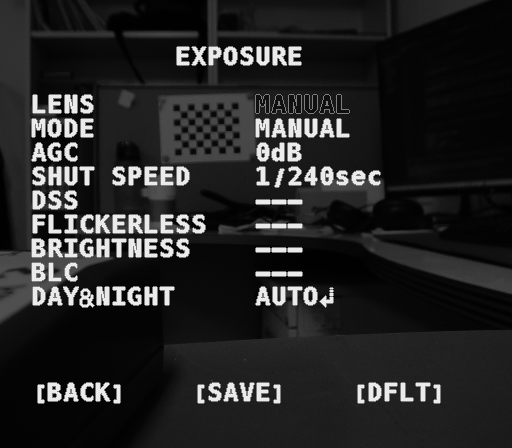 EXPOSURE
LENS MANUAL
MODE MANUAL
AGC 0dB
SHUT SPEED 1/240sec
DSS ---
FLICKERLESS ---
BRIGHTNESS ---
BLC ---
DAY&NIGHT AUTO↲
[BACK] [SAVE] [DFLT]